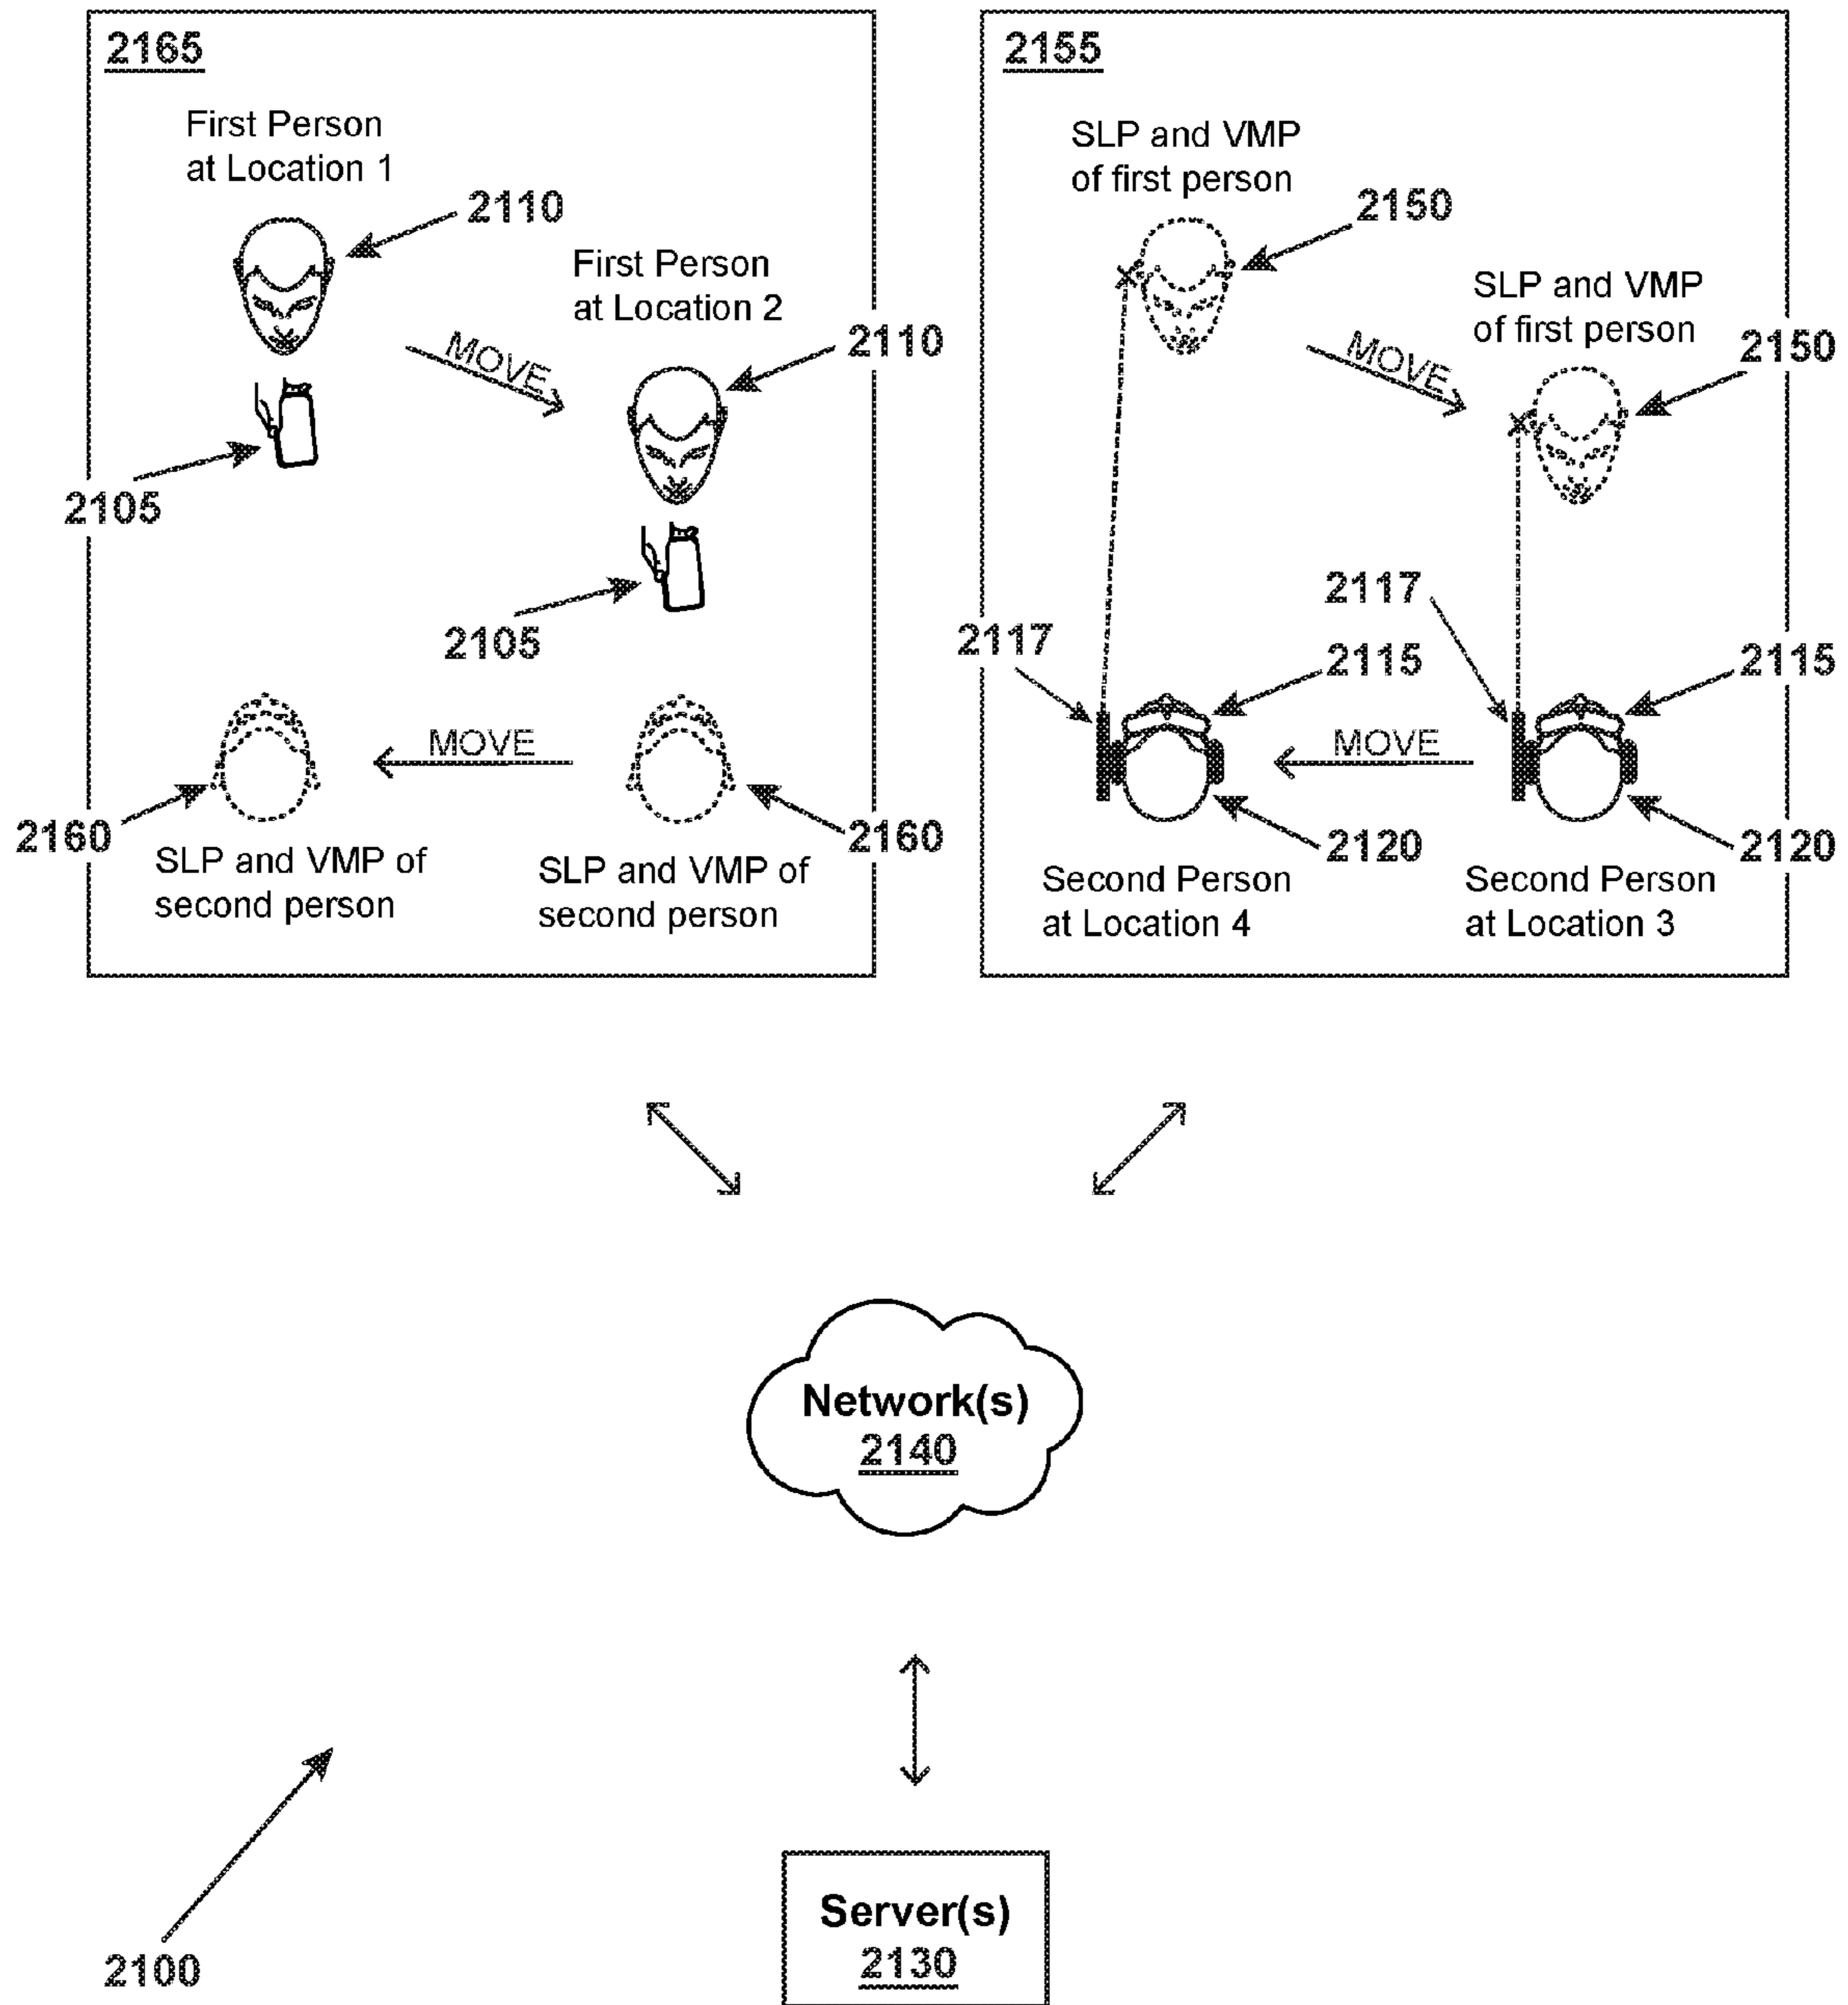 2165
First Person
at Location 1
2110
First Person
at Location 2
2110
MOVE
2105
2105
MOVE
2160
2160
SLP and VMP of
second person
SLP and VMP of
second person
2155
SLP and VMP
of first person
2150
SLP and VMP
of first person
2150
MOVE
2117
2117
2115
2115
MOVE
2120
2120
Second Person
at Location 4
Second Person
at Location 3
Network(s)
2140
2100
Server(s)
2130